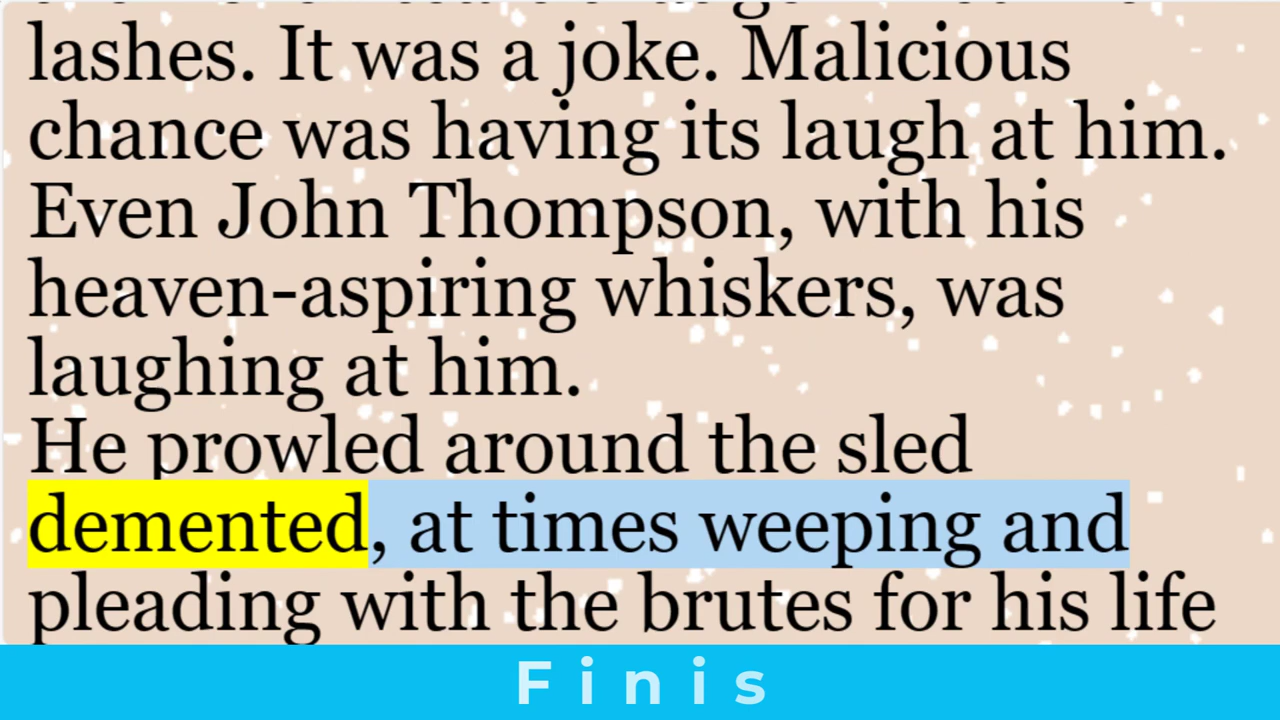 lashes. It was a joke. Malicious
chance was having its laugh at him.
Even John Thompson, with his
heaven-aspiring whiskers, was
laughing at him.
He prowled around the sled
demented, at times weeping and
pleading with the brutes for his life
Finis